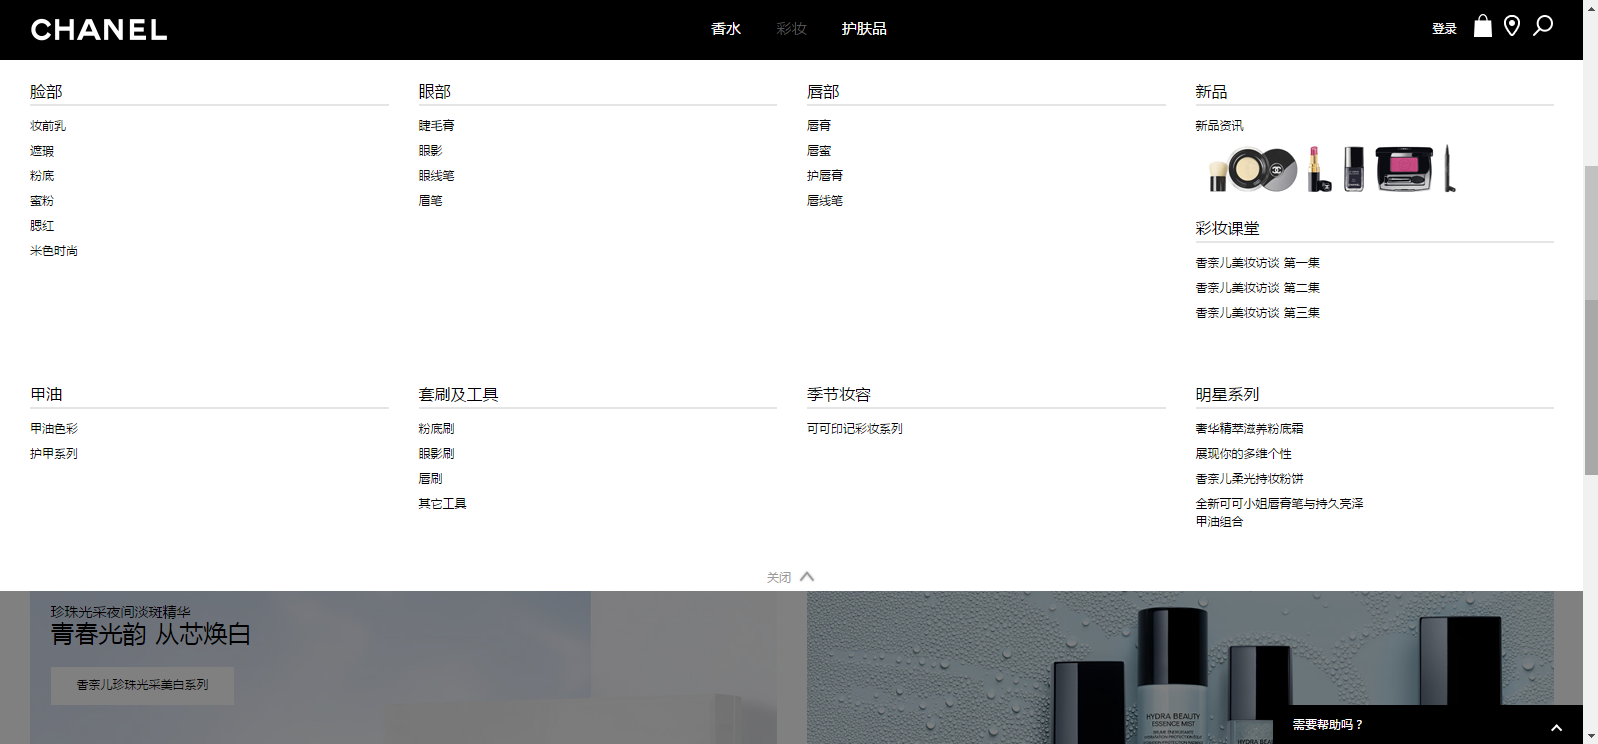 CHANEL
香水
彩妆
护肤品
登录
脸部
妆前乳
遮瑕
粉底
蜜粉
腮红
米色时尚
眼部
睫毛膏
眼影
眼线笔
眉笔
唇部
唇膏
唇蜜
护唇膏
唇线笔
新品
新品资讯
彩妆课堂
香奈儿美妆访谈 第一集
香奈儿美妆访谈 第二集
香奈儿美妆访谈 第三集
甲油
甲油色彩
护甲系列
套刷及工具
粉底刷
眼影刷
唇刷
其它工具
季节妆容
可可印记彩妆系列
明星系列
奢华精萃滋养粉底霜
展现你的多维个性
香奈儿柔光持妆粉饼
全新可可小姐唇膏笔与持久亮泽
甲油组合
关闭
珍珠光采夜间淡斑精华
青春光韵 从芯焕白
香奈儿珍珠光采美白系列
HYDRA BEAUTY
ESSENCE MIST
HYDRA BE
需要帮助吗？